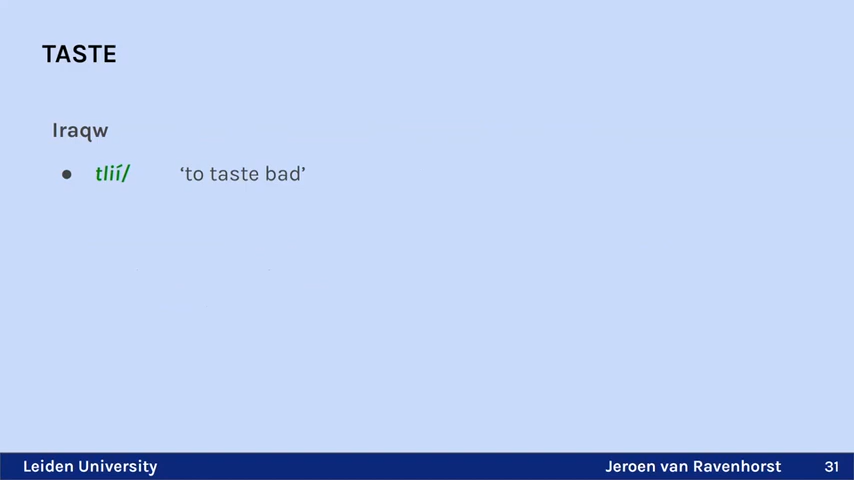 TASTE
Iraqw
● tlií/ ‘to taste bad’
Leiden University Jeroen van Ravenhorst 31